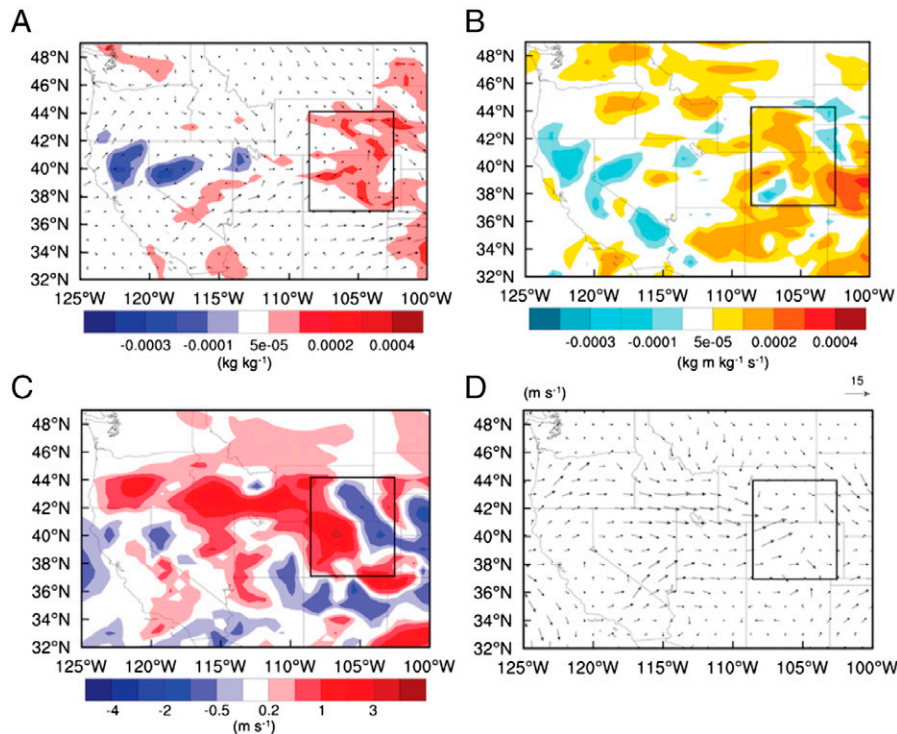 A
48°N
46°N
44°N
42°N
40°N
38°N
36°N
34°N
32°N
125°W 120°W 115°W 110°W 105°W 100°W
-0.0003 -0.0001 5e-05 0.0002 0.0004
(kg kg⁻¹)
B
48°N
46°N
44°N
42°N
40°N
38°N
36°N
34°N
32°N
125°W 120°W 115°W 110°W 105°W 100°W
-0.0003 -0.0001 5e-05 0.0002 0.0004
(kg m kg⁻¹ s⁻¹)
C
48°N
46°N
44°N
42°N
40°N
38°N
36°N
34°N
32°N
125°W 120°W 115°W 110°W 105°W 100°W
-4 -2 -0.5 0.2 1 3
(m s⁻¹)
D (m s⁻¹) 15
48°N
46°N
44°N
42°N
40°N
38°N
36°N
34°N
32°N
125°W 120°W 115°W 110°W 105°W 100°W